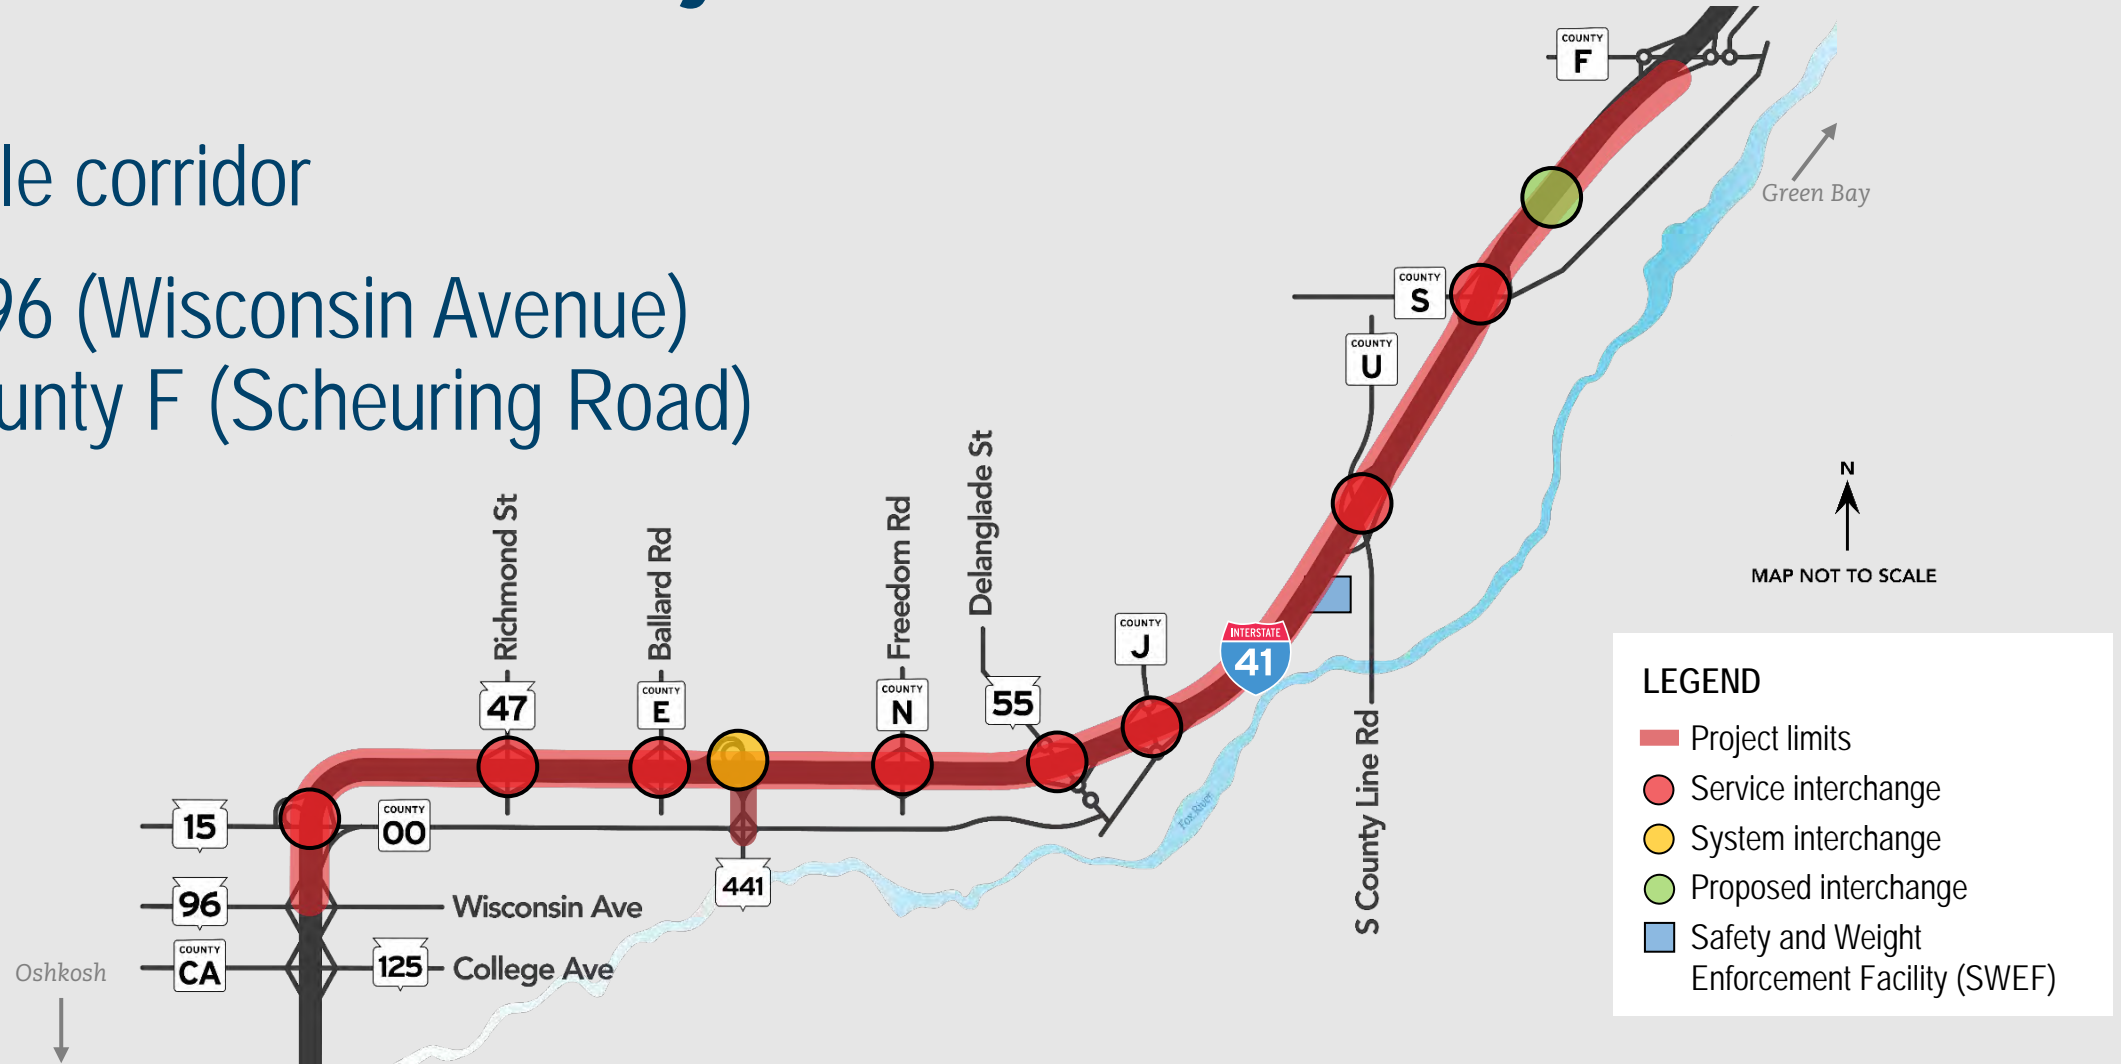 le corridor
96 (Wisconsin Avenue)
unty F (Scheuring Road)
COUNTY
F
Green Bay
COUNTY
S
COUNTY
U
N
MAP NOT TO SCALE
Richmond St
Ballard Rd
Freedom Rd
Delanglade St
COUNTY
J
INTERSTATE
41
47
COUNTY
E
COUNTY
N
55
S County Line Rd
Fox River
15
COUNTY
OO
441
96
Wisconsin Ave
COUNTY
CA
125
College Ave
Oshkosh
LEGEND
Project limits
Service interchange
System interchange
Proposed interchange
Safety and Weight
Enforcement Facility (SWEF)